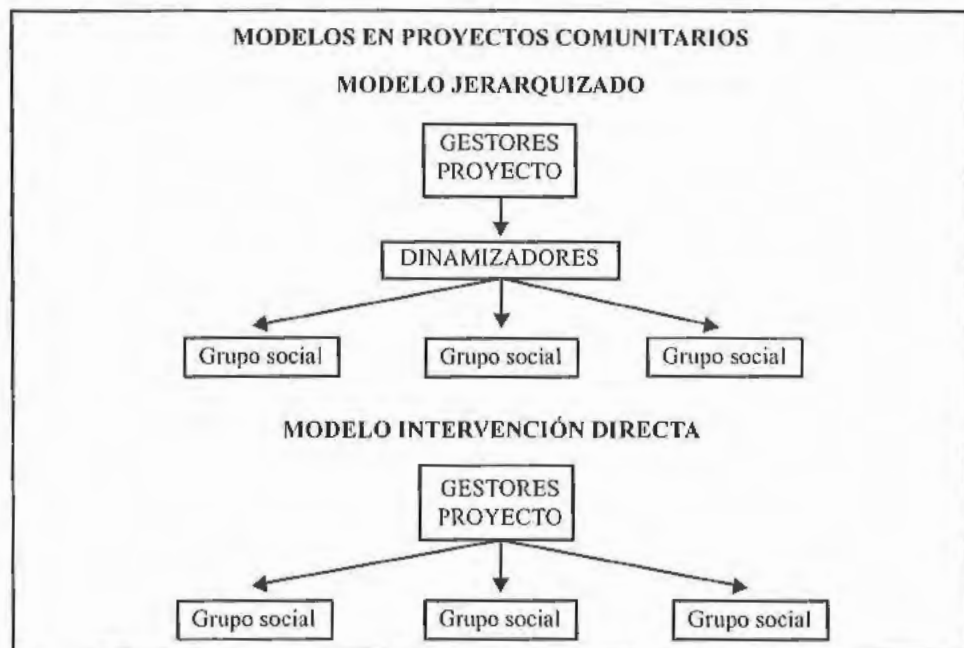 MODELOS EN PROYECTOS COMUNITARIOS
MODELO JERARQUIZADO
GESTORES
PROYECTO
DINAMIZADORES
Grupo social
Grupo social
Grupo social
MODELO INTERVENCIÓN DIRECTA
GESTORES
PROYECTO
Grupo social
Grupo social
Grupo social